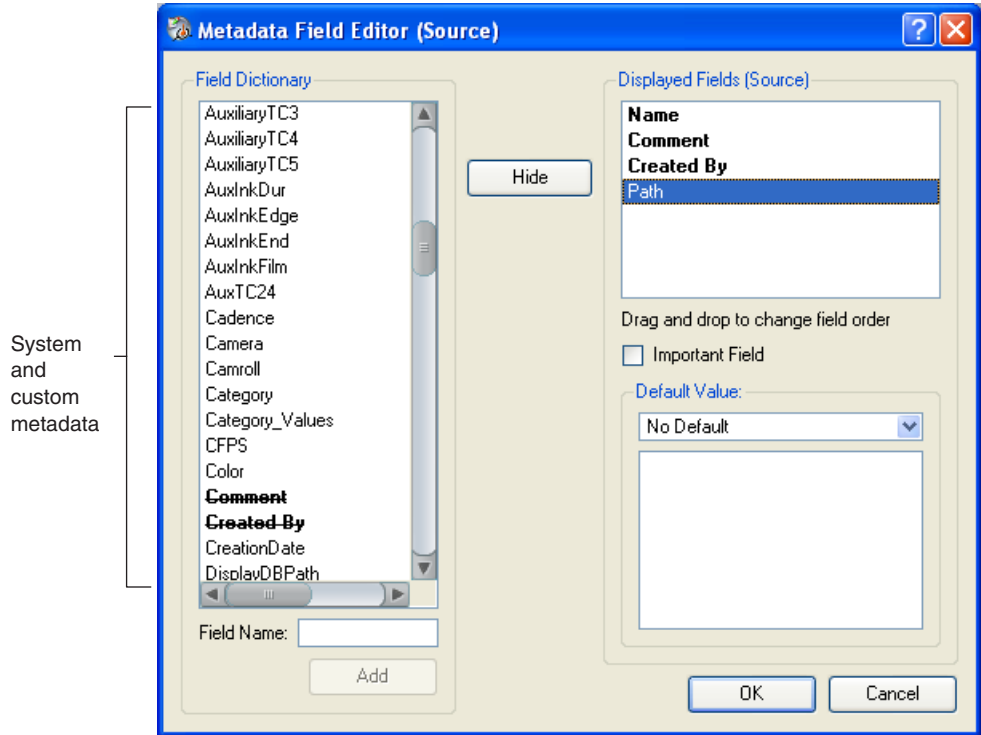 Metadata Field Editor (Source)
Field Dictionary
AuxiliaryTC3
AuxiliaryTC4
AuxiliaryTC5
AuxInkDur
AuxInkEdge
AuxInkEnd
AuxInkFilm
AuxTC24
Cadence
Camera
Camroll
Category
Category_Values
CFPS
Color
Comment
Created By
CreationDate
DisplayDBPath
Field Name:
Add
System
and
custom
metadata
Hide
Displayed Fields (Source)
Name
Comment
Created By
Path
Drag and drop to change field order
Important Field
Default Value:
No Default
OK
Cancel